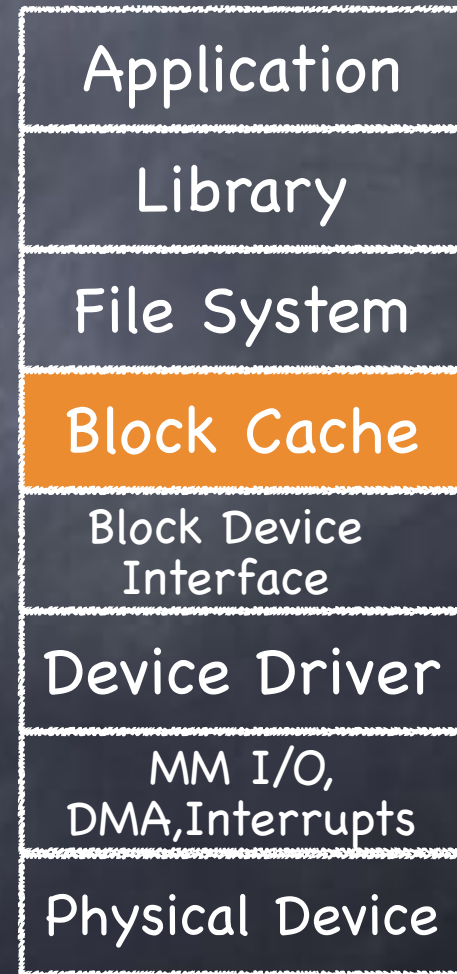 Application
Library
File System
Block Cache
Block Device
Interface
Device Driver
MM I/O,
DMA,Interrupts
Physical Device